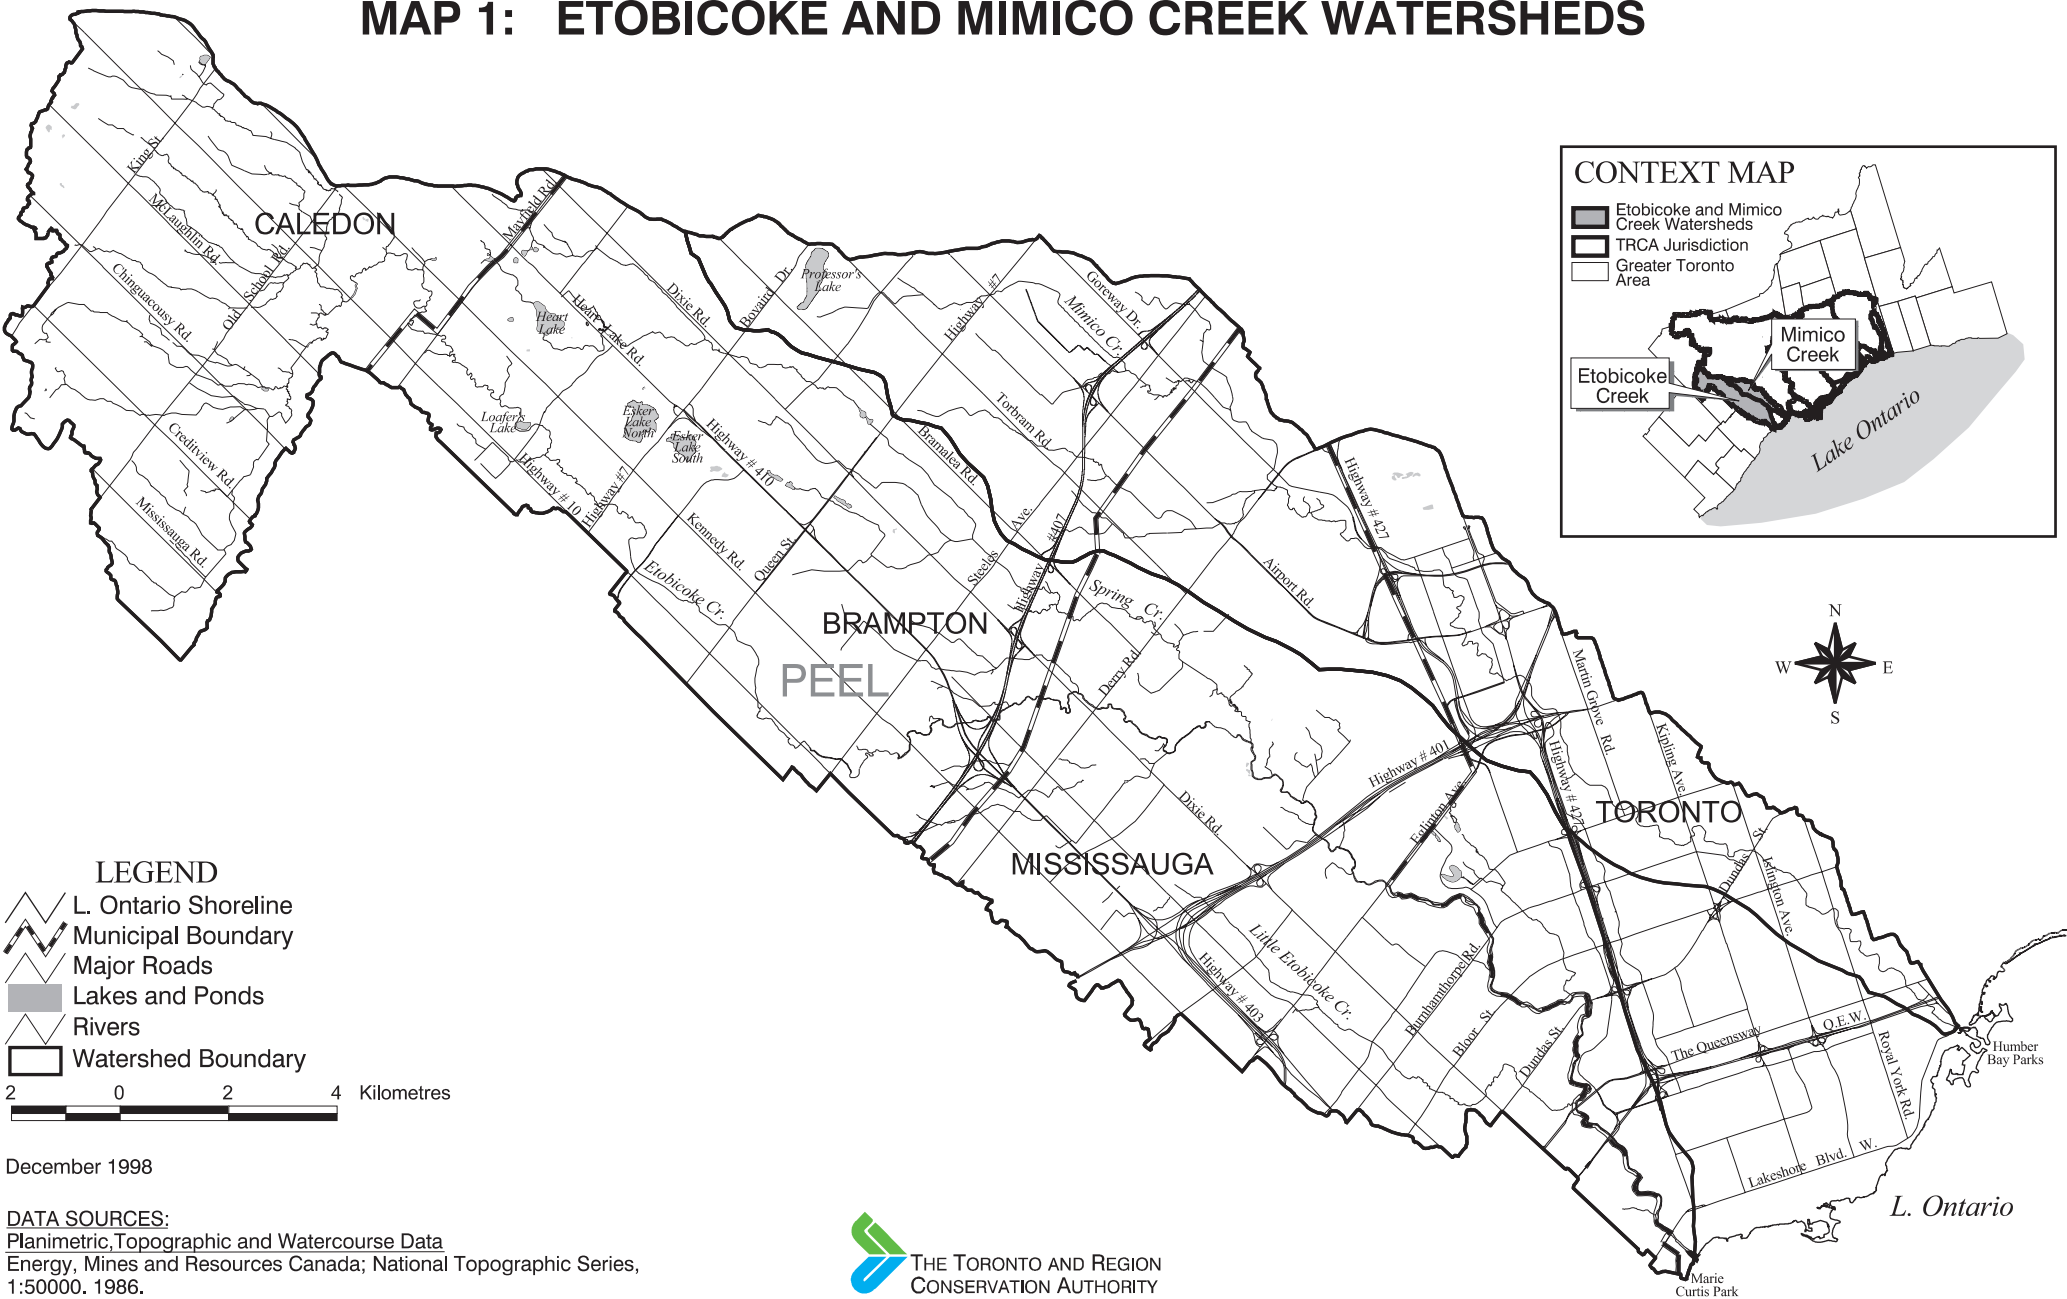 MAP 1: ETOBICOKE AND MIMICO CREEK WATERSHEDS
King St.
McLaughlin Rd.
CALEDON
Old School Rd.
Chinguacousy Rd.
Creditview Rd.
Mississauga Rd.
Mayfield Rd.
Heart
Lake
Heart Lake Rd.
Dixie Rd.
Bovaird Dr.
Professor's
Lake
Highway #7
Goreway Dr.
Mimico Cr.
Loafer's
Lake
Esker
Lake
North
Esker
Lake
South
Highway # 410
Highway # 10
Highway #7
Bramalea Rd.
Torbram Rd.
Kennedy Rd.
Queen St.
Etobicoke Cr.
Steeles Ave.
Highway #407
Spring Cr.
Airport Rd.
Highway # 427
BRAMPTON
PEEL
Derry Rd.
Martin Grove Rd.
Kipling Ave.
Highway # 401
Highway # 427
Eglinton Ave.
Dixie Rd.
TORONTO
MISSISSAUGA
Dundas St.
Islington Ave.
Little Etobicoke Cr.
Highway # 403
Burnhamthorpe Rd.
Bloor St.
Dundas St.
The Queensway
Q.E.W.
Royal York Rd.
Lakeshore Blvd. W.
Humber
Bay Parks
L. Ontario
Marie
Curtis Park
CONTEXT MAP
Etobicoke and Mimico
Creek Watersheds
TRCA Jurisdiction
Greater Toronto
Area
Mimico
Creek
Etobicoke
Creek
Lake Ontario
N
W
E
S
LEGEND
L. Ontario Shoreline
Municipal Boundary
Major Roads
Lakes and Ponds
Rivers
Watershed Boundary
2 0 2 4 Kilometres
December 1998
DATA SOURCES:
Planimetric,Topographic and Watercourse Data
Energy, Mines and Resources Canada; National Topographic Series,
1:50000. 1986.
THE TORONTO AND REGION
CONSERVATION AUTHORITY